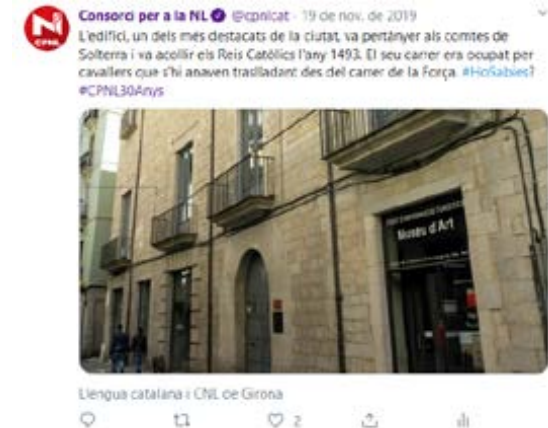 Consorci per a la NL @cpnlcat · 19 de nov. de 2019
L'edifici, un dels més destacats de la ciutat, va pertànyer als comtes de
Solterra i va acollir els Reis Catòlics l'any 1493. El seu carrer era ocupat per
cavallers que s'hi anaven traslladant des del carrer de la Força. #HoSabies?
#CPNL30Anys
N
CPNL
Museu d'Art
Llengua catalana i CNL de Girona
2